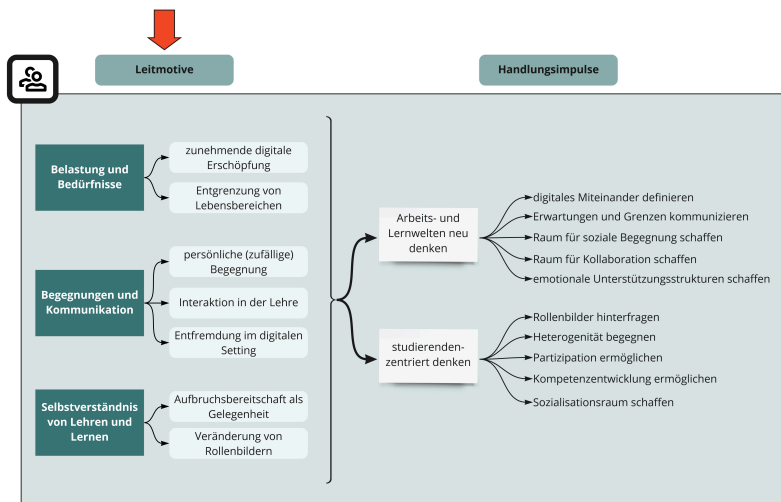 Leitmotive
Handlungsimpulse
Belastung und
Bedürfnisse
zunehmende digitale
Erschöpfung
Entgrenzung von
Lebensbereichen
Begegnungen und
Kommunikation
persönliche (zufällige)
Begegnung
Interaktion in der Lehre
Entfremdung im digitalen
Setting
Selbstverständnis
von Lehren und
Lernen
Aufbruchsbereitschaft als
Gelegenheit
Veränderung von
Rollenbildern
Arbeits- und
Lernwelten neu
denken
digitales Miteinander definieren
Erwartungen und Grenzen kommunizieren
Raum für soziale Begegnung schaffen
Raum für Kollaboration schaffen
emotionale Unterstützungsstrukturen schaffen
studierenden-
zentriert denken
Rollenbilder hinterfragen
Heterogenität begegnen
Partizipation ermöglichen
Kompetenzentwicklung ermöglichen
Sozialisationsraum schaffen